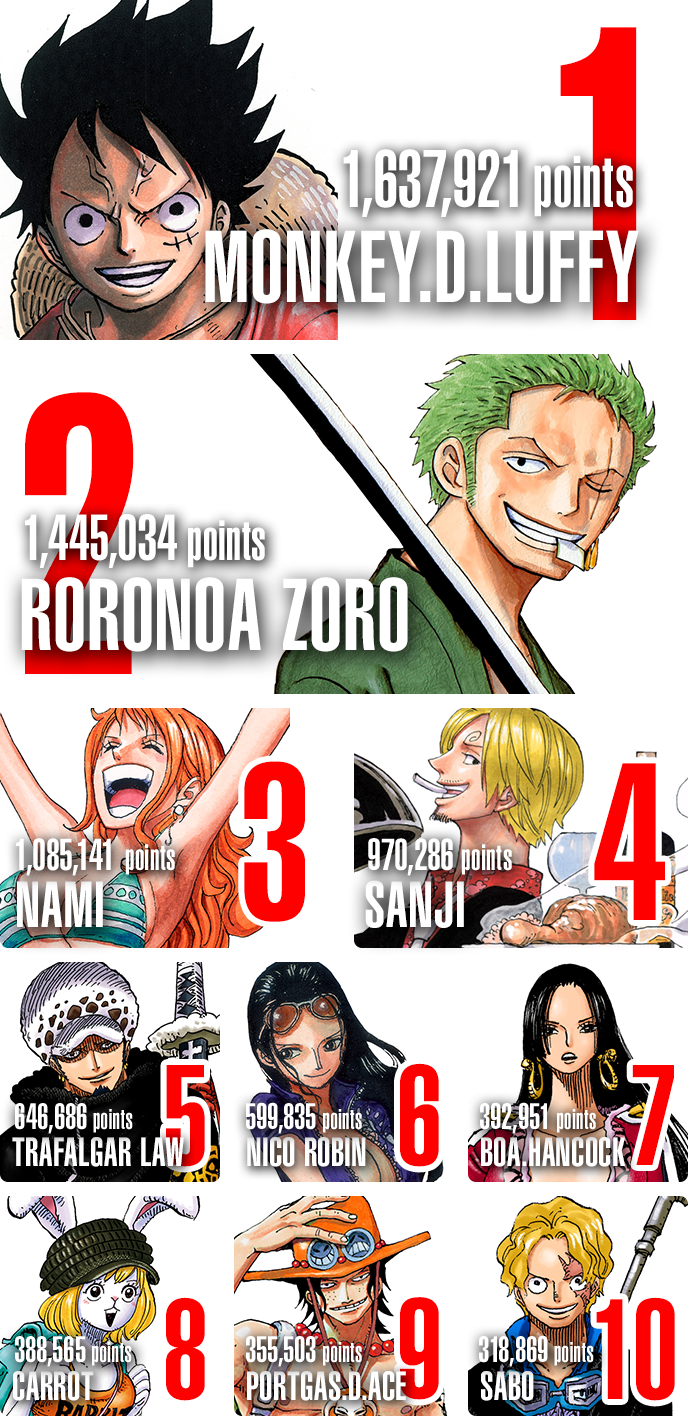 1
1,637,921 points
MONKEY.D.LUFFY
2
1,445,034 points
RORONOA ZORO
3
1,085,141 points
NAMI
4
970,286 points
SANJI
5
646,686 points
TRAFALGAR LAW
6
599,835 points
NICO ROBIN
7
392,951 points
BOA HANCOCK
8
388,565 points
CARROT
9
355,503 points
PORTGAS.D.ACE
10
318,869 points
SABO